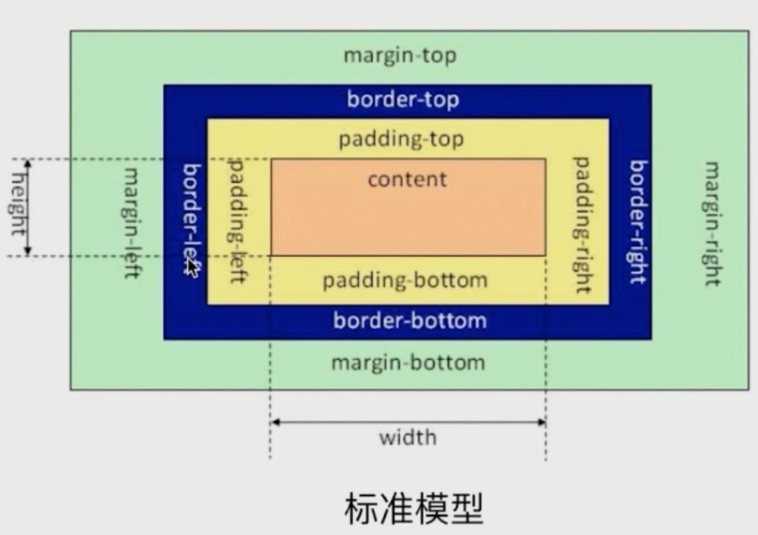 margin-top
border-top
padding-top
content
height
margin-left
border-left
padding-left
padding-right
border-right
margin-right
padding-bottom
border-bottom
margin-bottom
width
标准模型